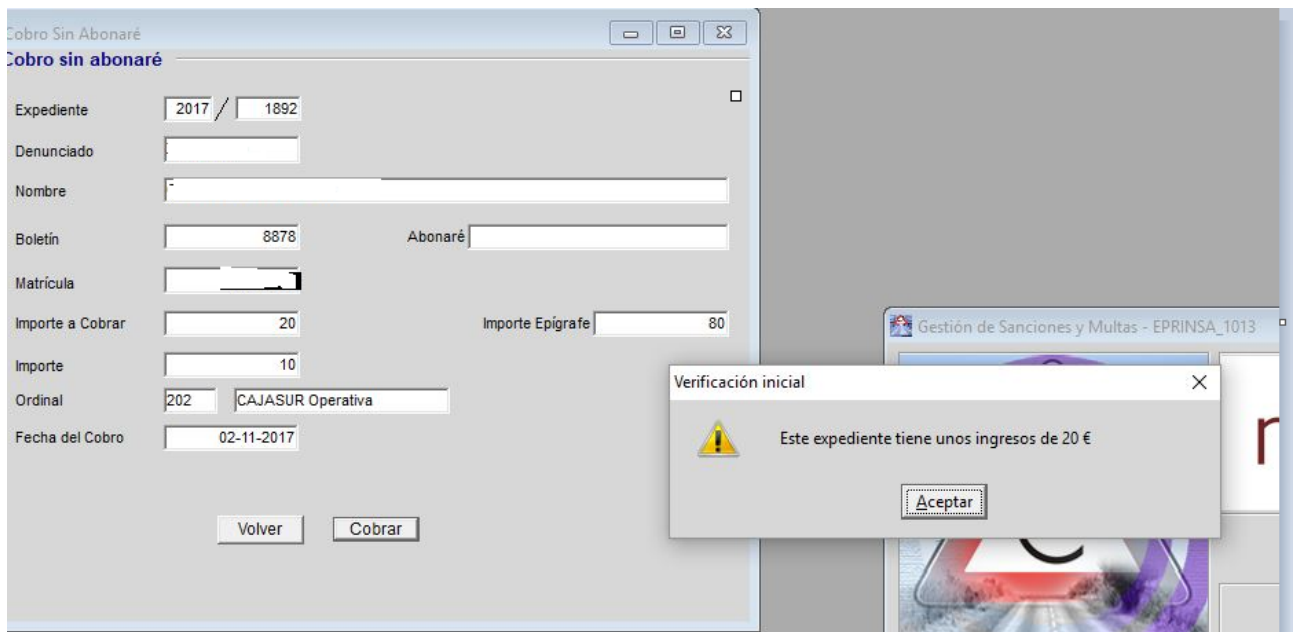 Cobro Sin Abonaré
Cobro sin abonaré
Expediente 2017 / 1892
Denunciado
Nombre
Boletín 8878 Abonaré
Matrícula
Importe a Cobrar 20 Importe Epígrafe 80
Importe 10
Ordinal 202 CAJASUR Operativa
Fecha del Cobro 02-11-2017
Volver Cobrar
Gestión de Sanciones y Multas - EPRINSA_1013
Verificación inicial
Este expediente tiene unos ingresos de 20 €
Aceptar